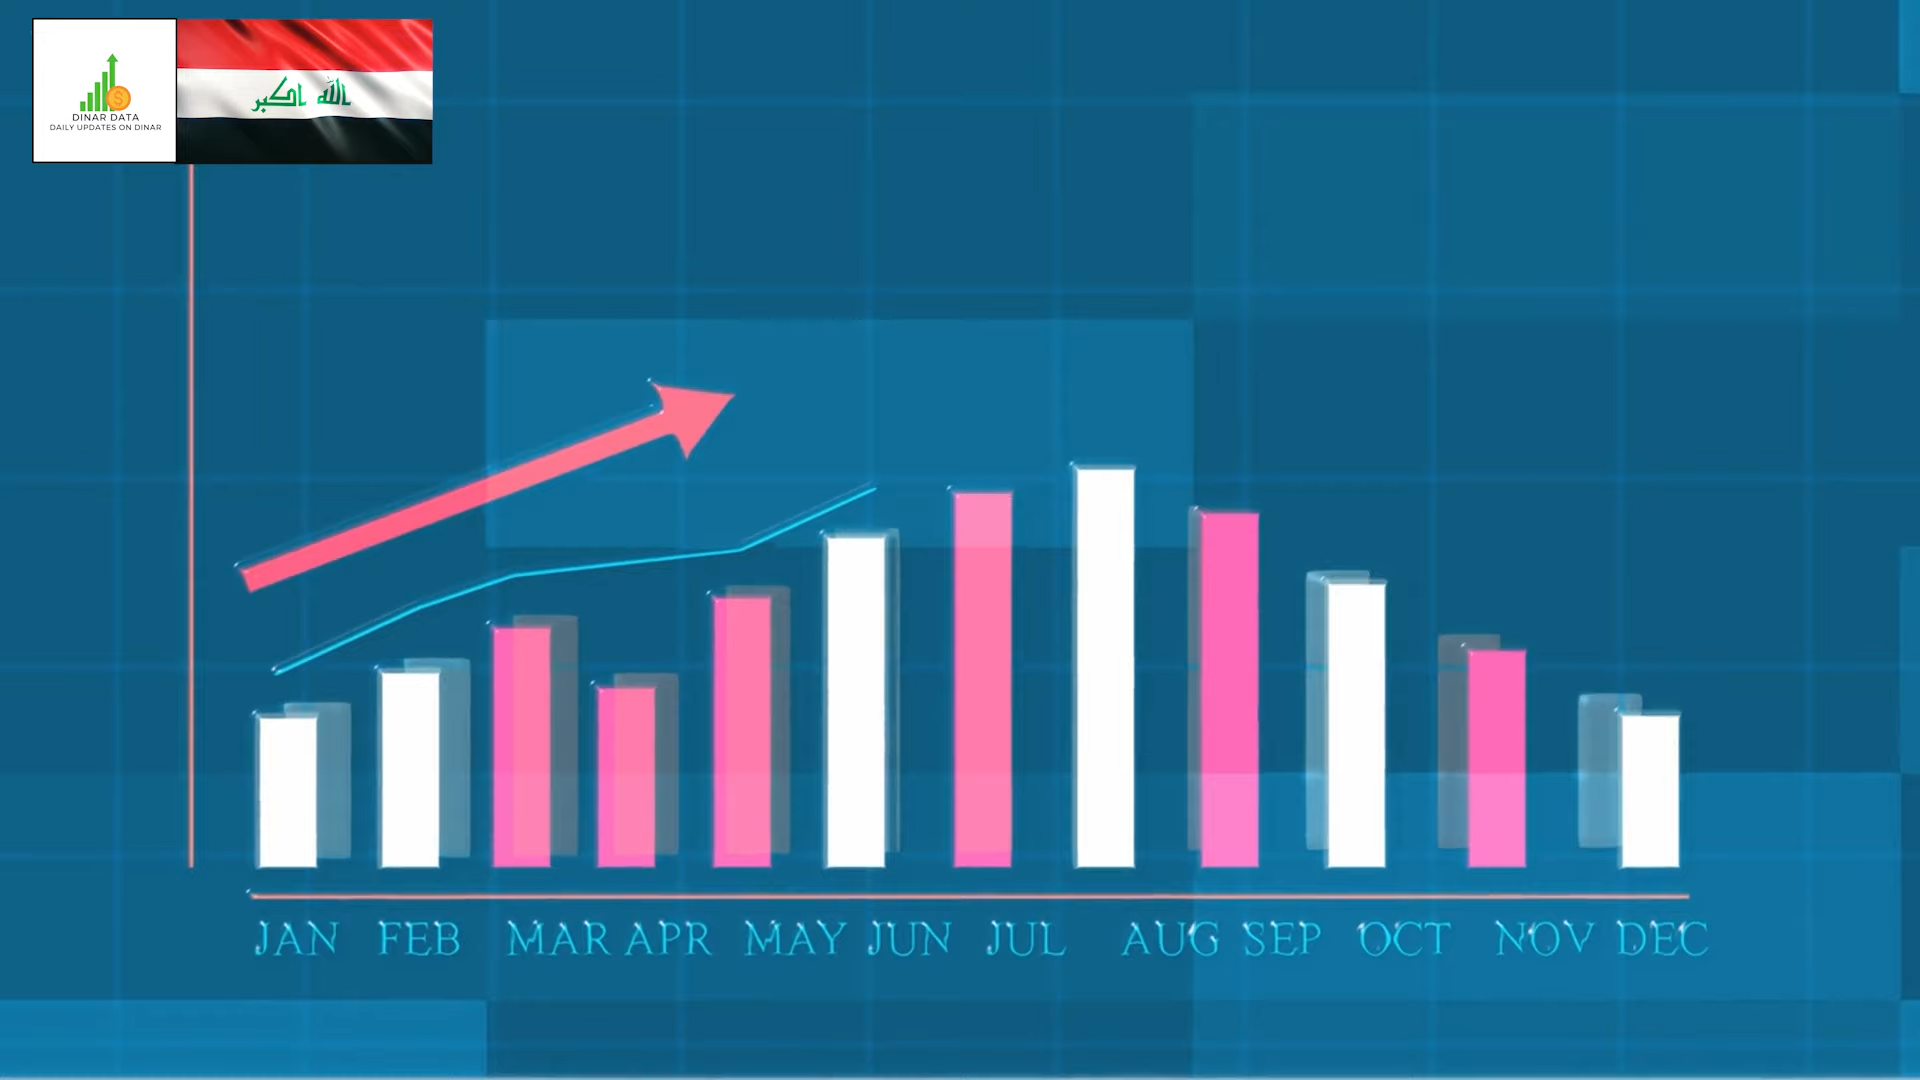 DINAR DATA
DAILY UPDATES ON DINAR
الله اكبر
JAN FEB MAR APR MAY JUN JUL AUG SEP OCT NOV DEC